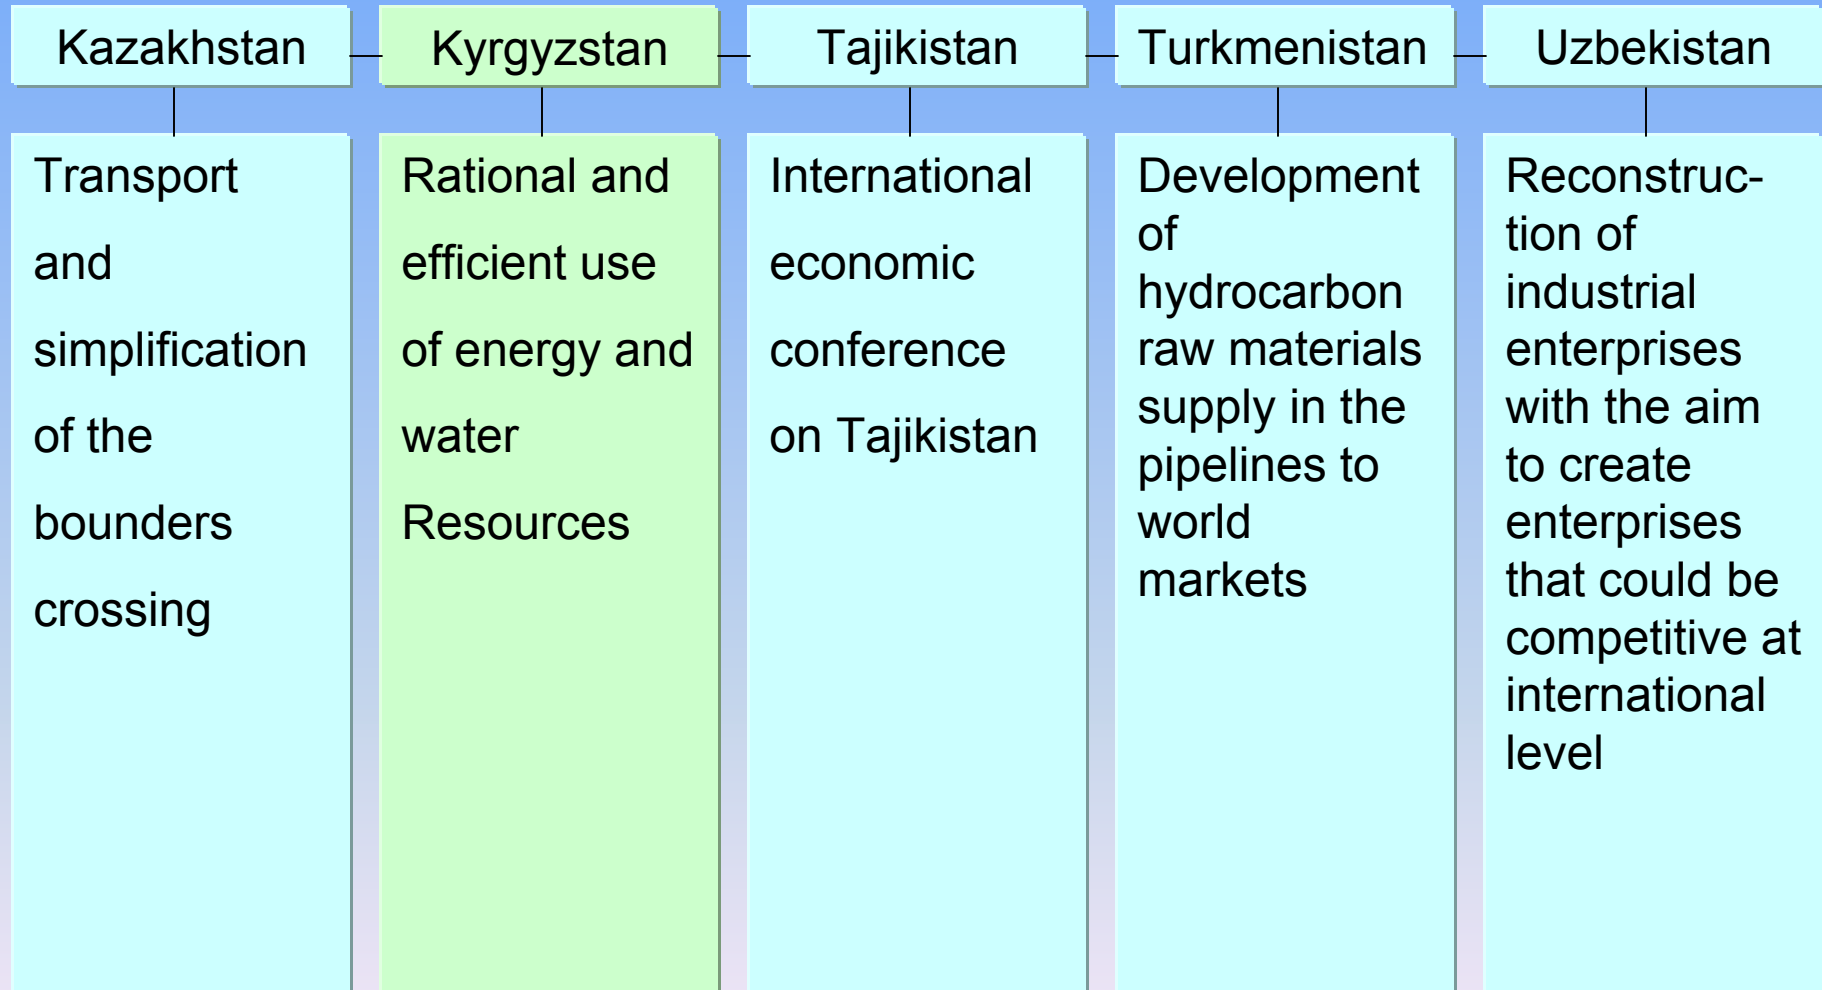 Kazakhstan
Kyrgyzstan
Tajikistan
Turkmenistan
Uzbekistan
Transport
and
simplification
of the
bounders
crossing
Rational and
efficient use
of energy and
water
Resources
International
economic
conference
on Tajikistan
Development
of
hydrocarbon
raw materials
supply in the
pipelines to
world
markets
Reconstruc-
tion of
industrial
enterprises
with the aim
to create
enterprises
that could be
competitive at
international
level